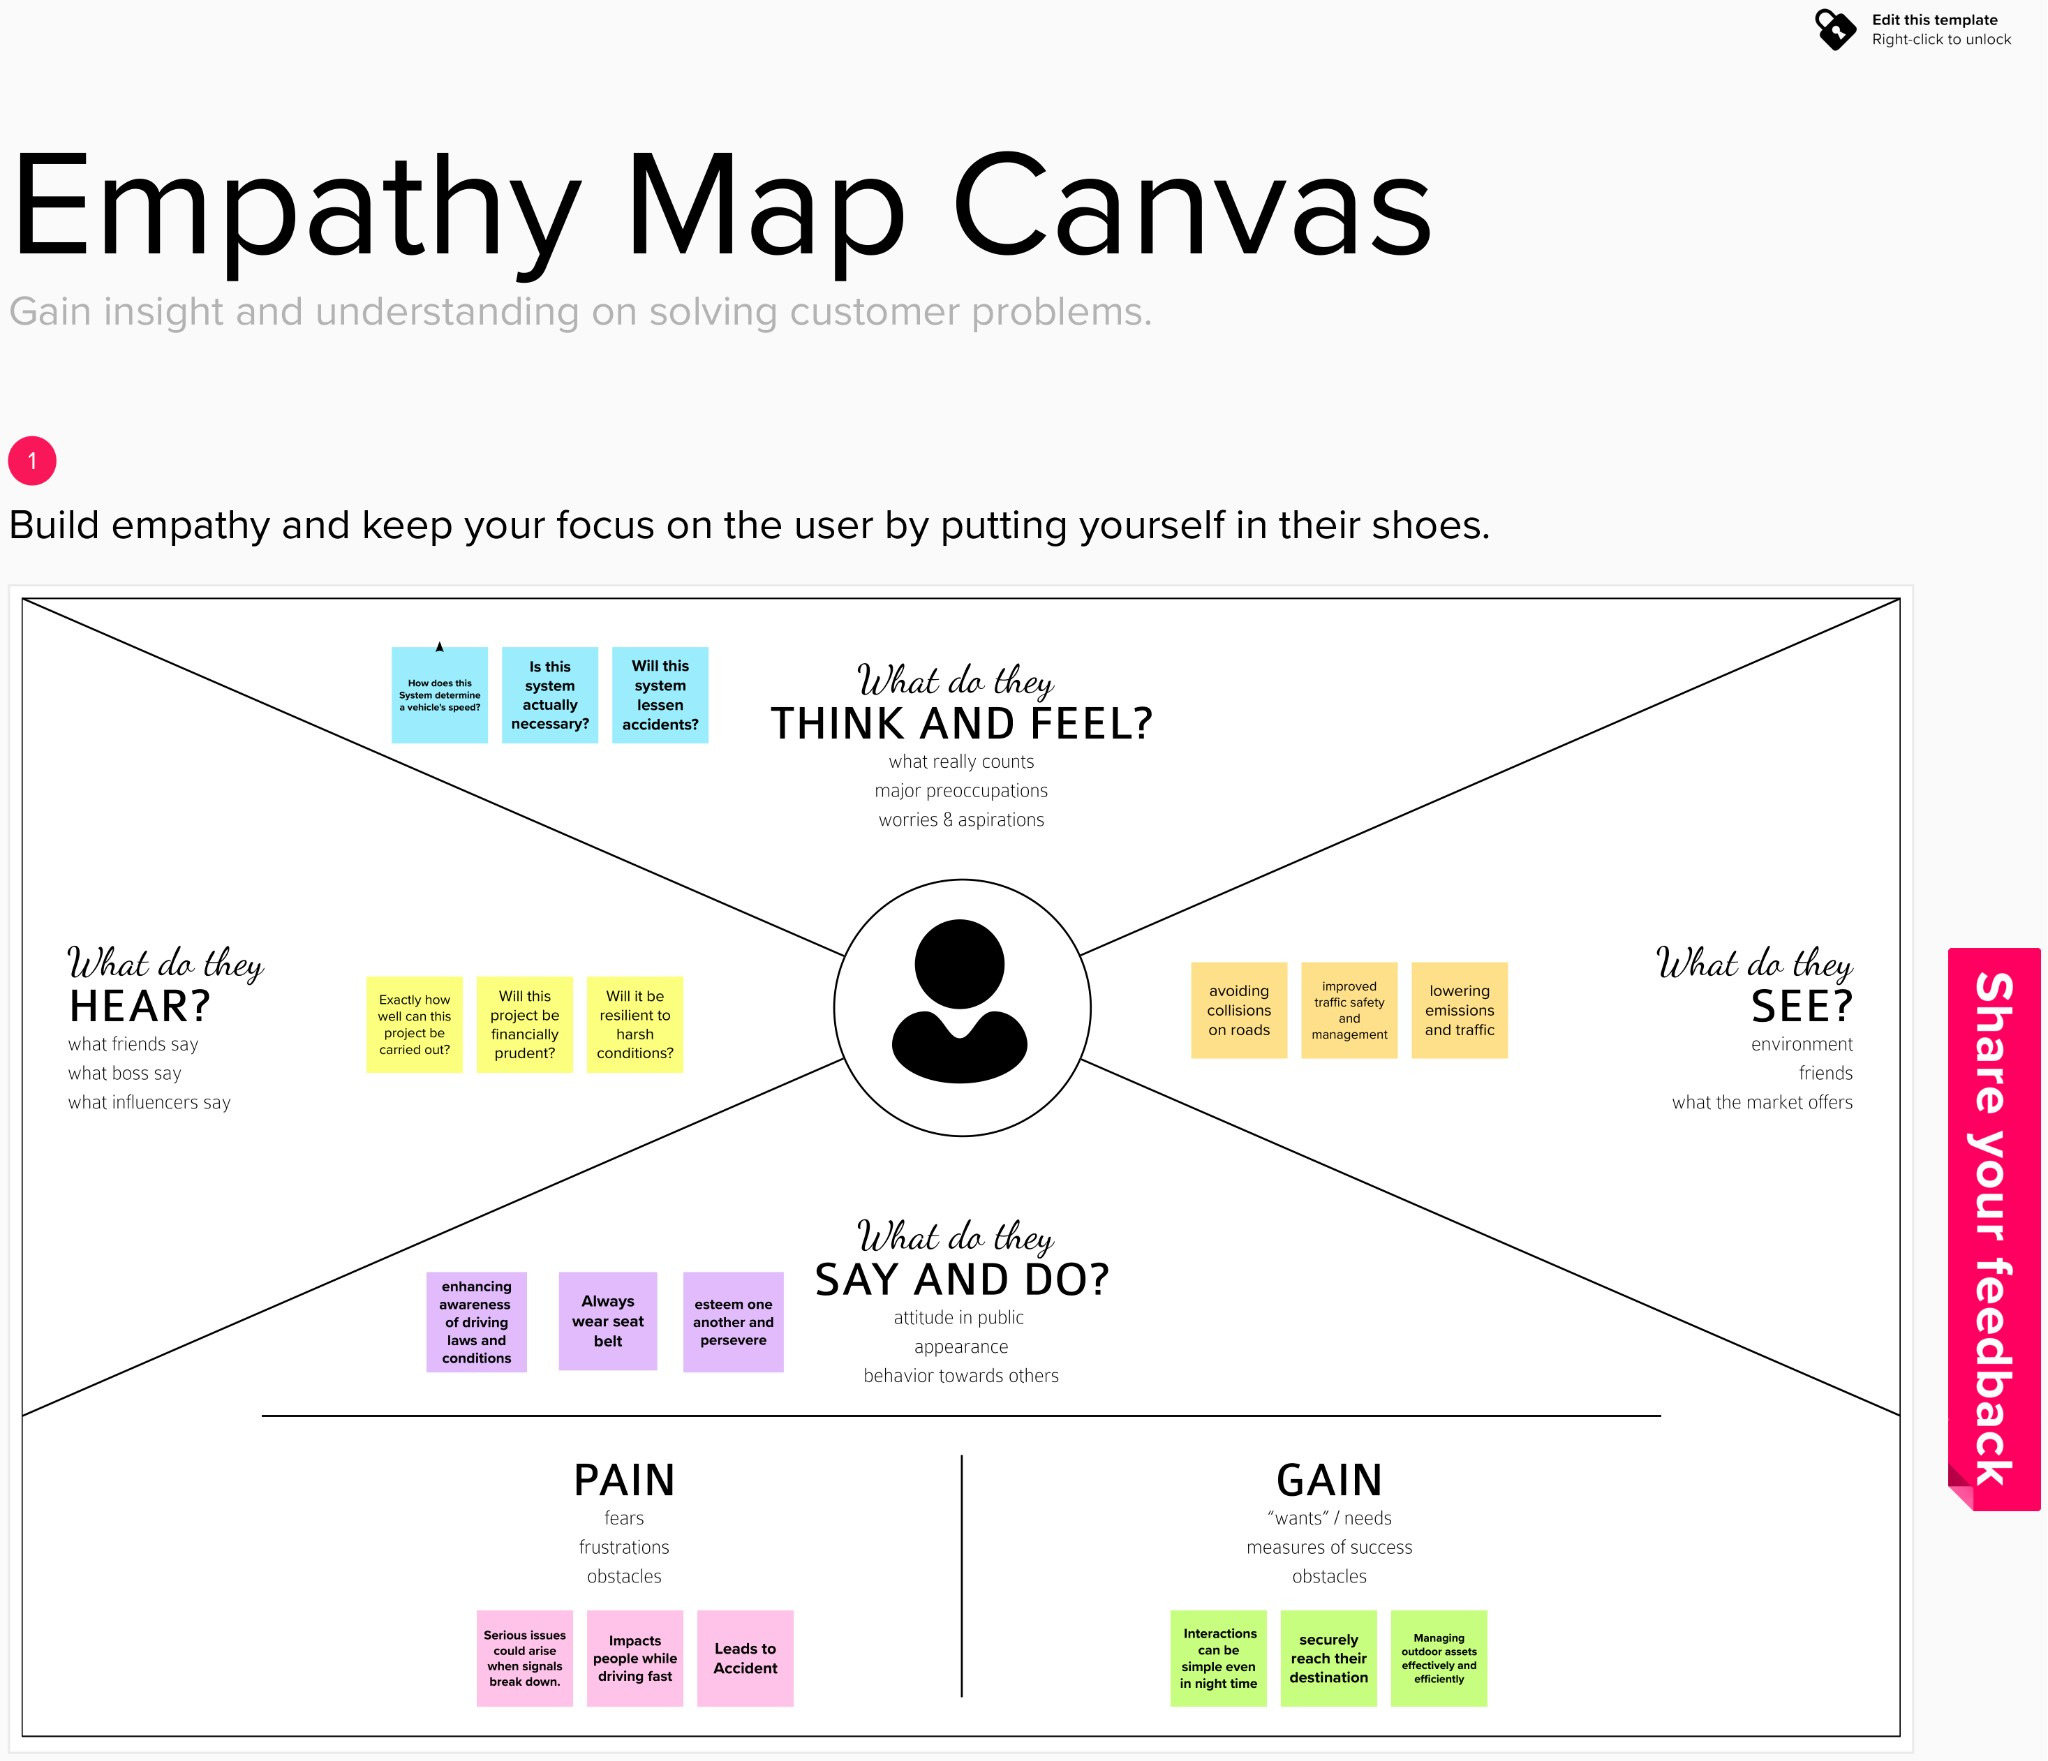 Edit this template
Right-click to unlock
Empathy Map Canvas
Gain insight and understanding on solving customer problems.
1
Build empathy and keep your focus on the user by putting yourself in their shoes.
How does this
System determine
a vehicle's speed?
Is this
system
actually
necessary?
Will this
system
lessen
accidents?
What do they
THINK AND FEEL?
what really counts
major preoccupations
worries & aspirations
What do they
HEAR?
what friends say
what boss say
what influencers say
Exactly how
well can this
project be
carried out?
Will this
project be
financially
prudent?
Will it be
resilient to
harsh
conditions?
avoiding
collisions
on roads
improved
traffic safety
and
management
lowering
emissions
and traffic
What do they
SEE?
environment
friends
what the market offers
Share your feedback
What do they
SAY AND DO?
attitude in public
appearance
behavior towards others
enhancing
awareness
of driving
laws and
conditions
Always
wear seat
belt
esteem one
another and
persevere
PAIN
fears
frustrations
obstacles
Serious issues
could arise
when signals
break down.
Impacts
people while
driving fast
Leads to
Accident
GAIN
“wants” / needs
measures of success
obstacles
Interactions
can be
simple even
in night time
securely
reach their
destination
Managing
outdoor assets
effectively and
efficiently